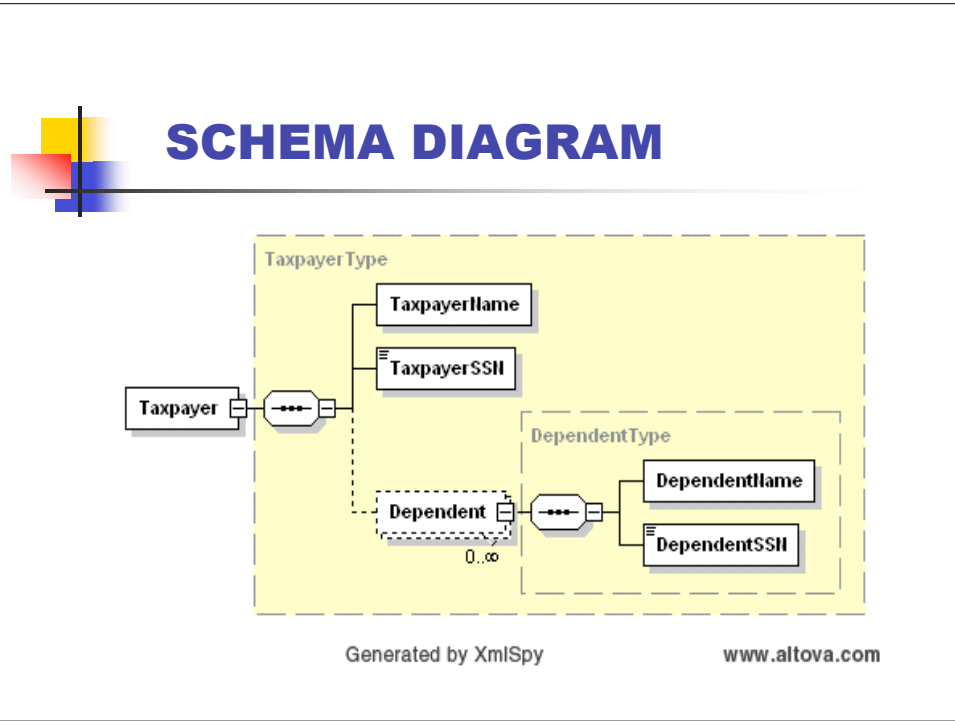 SCHEMA DIAGRAM
TaxpayerType
TaxpayerName
TaxpayerSSN
Taxpayer
DependentType
DependentName
Dependent
DependentSSN
0..∞
Generated by XmlSpy
www.altova.com